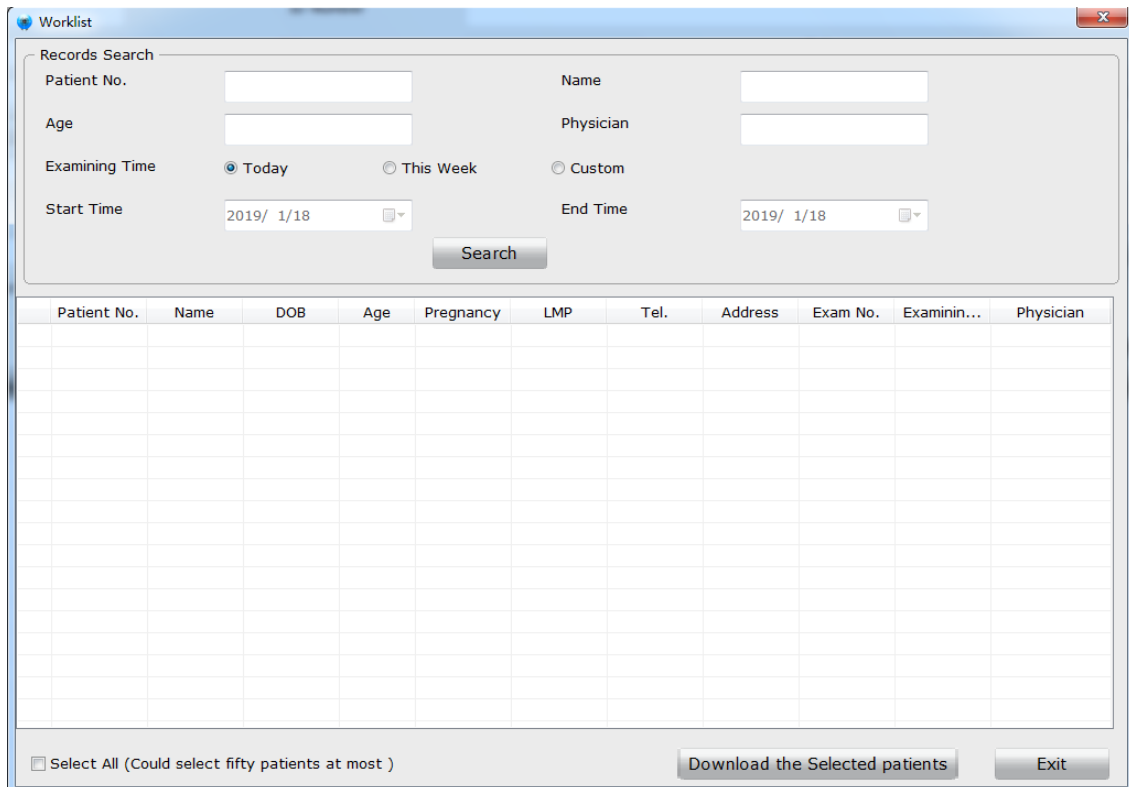 Worklist
Records Search
Patient No. Name
Age Physician
Examining Time Today This Week Custom
Start Time 2019/ 1/18 End Time 2019/ 1/18
Search
Patient No. Name DOB Age Pregnancy LMP Tel. Address Exam No. Examinin... Physician
Select All (Could select fifty patients at most ) Download the Selected patients Exit